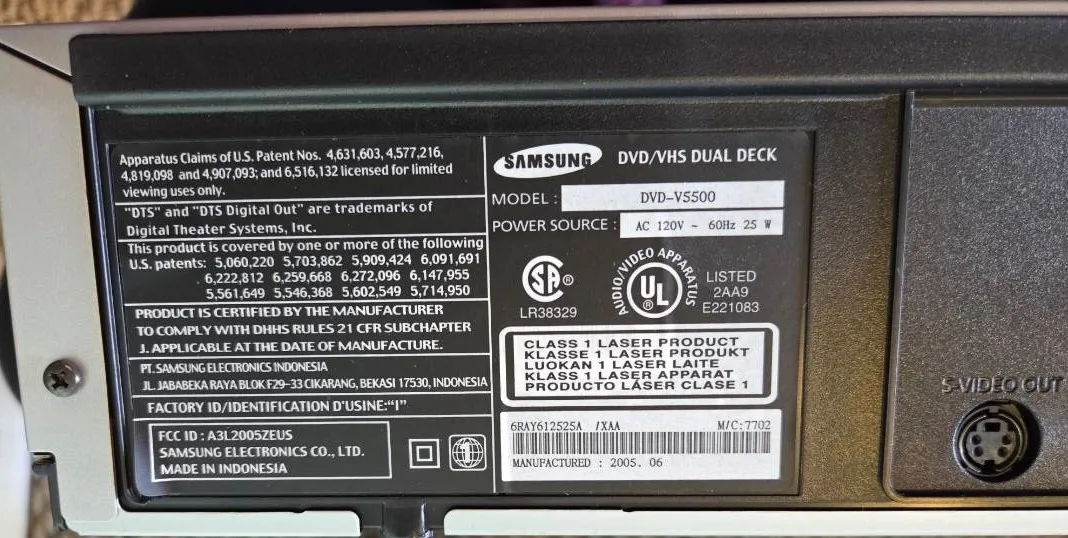 Apparatus Claims of U.S. Patent Nos. 4,631,603, 4,577,216,
4,819,098 and 4,907,093; and 6,516,132 licensed for limited
viewing uses only.
"DTS" and "DTS Digital Out" are trademarks of
Digital Theater Systems, Inc.
This product is covered by one or more of the following
U.S. patents: 5,060,220 5,703,862 5,909,424 6,091,691
6,222,812 6,259,668 6,272,096 6,147,955
5,561,649 5,546,368 5,602,549 5,714,950
PRODUCT IS CERTIFIED BY THE MANUFACTURER
TO COMPLY WITH DHHS RULES 21 CFR SUBCHAPTER
J. APPLICABLE AT THE DATE OF MANUFACTURE.
PT. SAMSUNG ELECTRONICS INDONESIA
JL. JABABEKA RAYA BLOK F29-33 CIKARANG, BEKASI 17530, INDONESIA
FACTORY ID/IDENTIFICATION D'USINE:"I"
FCC ID : A3L2005ZEUS
SAMSUNG ELECTRONICS CO., LTD.
MADE IN INDONESIA
1
SAMSUNG DVD/VHS DUAL DECK
MODEL : DVD-V5500
POWER SOURCE : AC 120V ~ 60Hz 25 W
SA ®
LR38329
AUDIO/VIDEO APPARATUS
UL ®
LISTED
2AA9
E221083
CLASS 1 LASER PRODUCT
KLASSE 1 LASER PRODUKT
LUOKAN 1 LASER LAITE
KLASS 1 LASER APPARAT
PRODUCTO LÁSER CLASE 1
6RAY612525A /XAA M/C:7702
MANUFACTURED : 2005. 06
S-VIDEO OUT